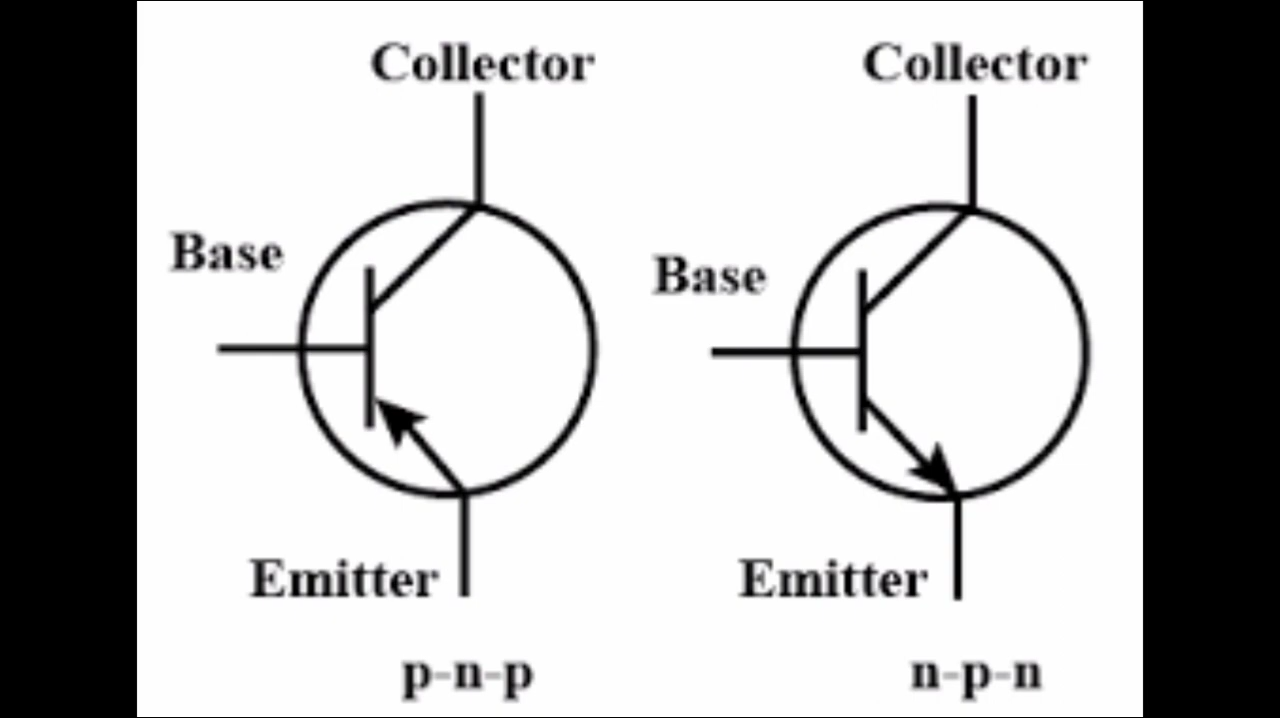 Collector
Base
Emitter
p-n-p
Collector
Base
Emitter
n-p-n